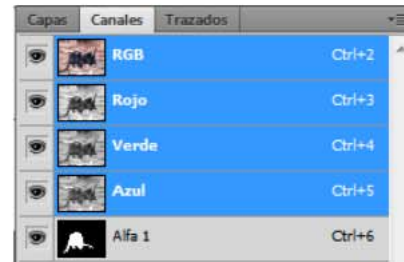 Capas Canales Trazados
RGB Ctrl+2
Rojo Ctrl+3
Verde Ctrl+4
Azul Ctrl+5
Alfa 1 Ctrl+6